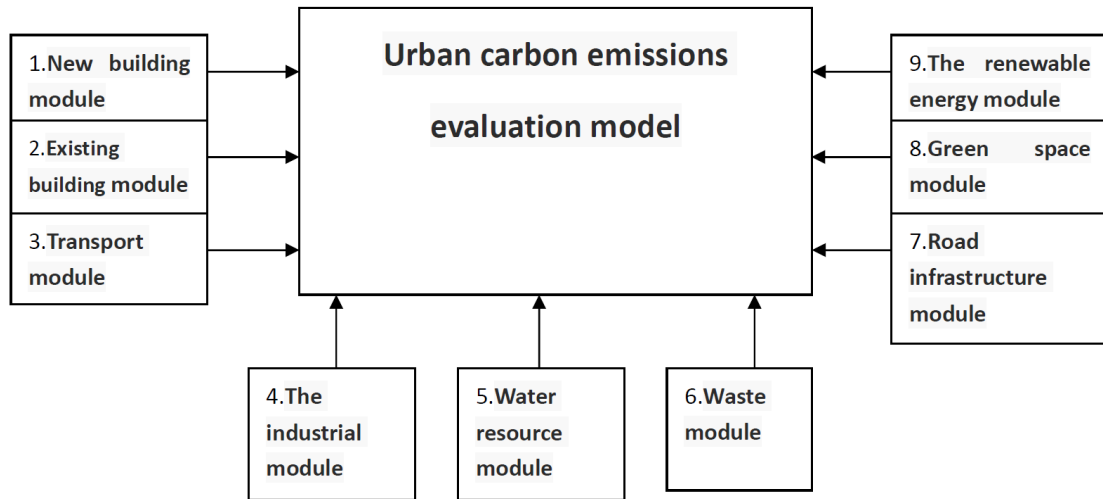 Urban carbon emissions
evaluation model
1.New building
module
2.Existing
building module
3.Transport
module
4.The
industrial
module
5.Water
resource
module
6.Waste
module
7.Road
infrastructure
module
8.Green space
module
9.The renewable
energy module